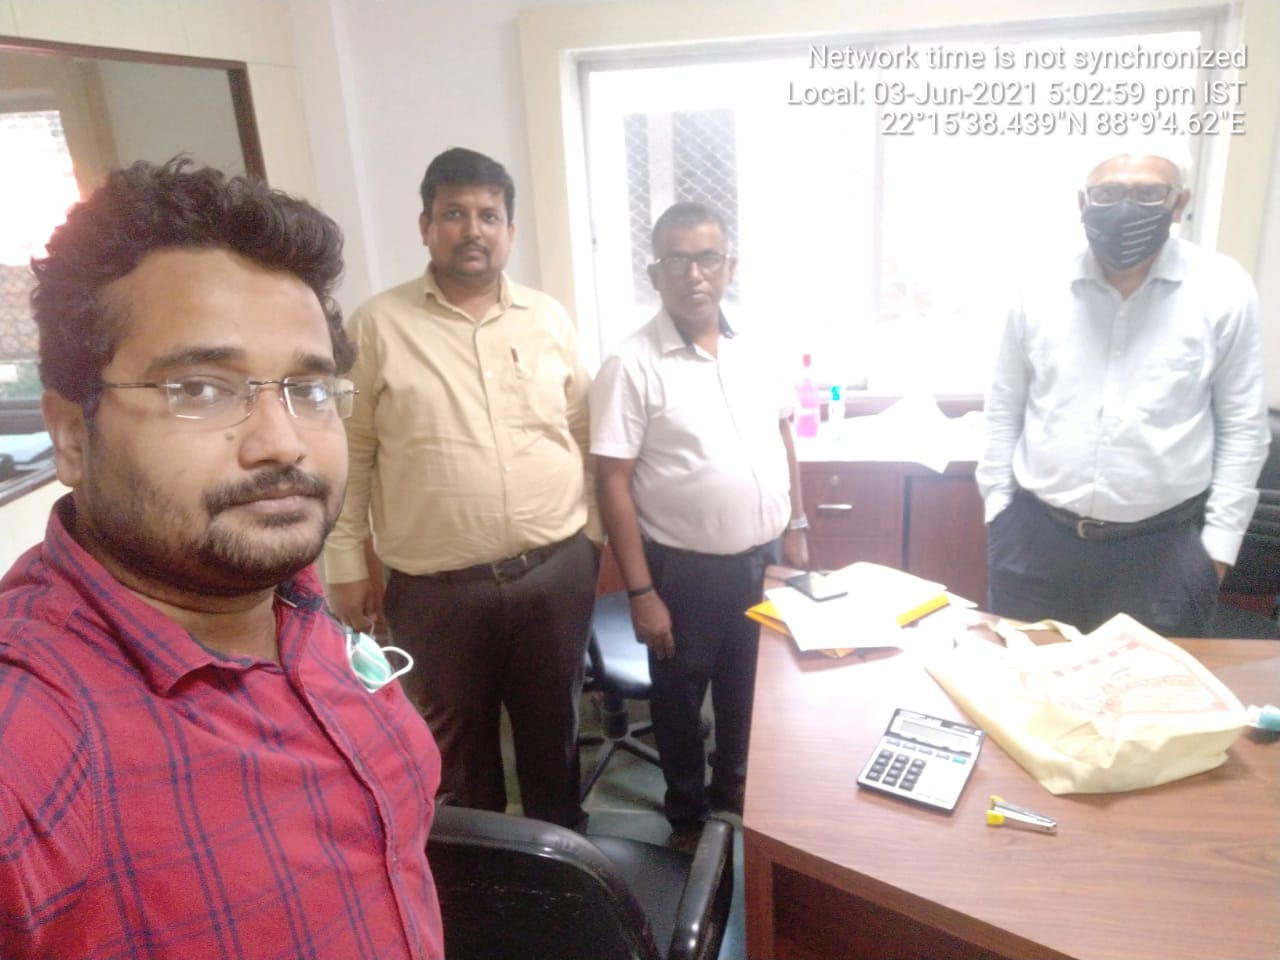 Network time is not synchronized
Local: 03-Jun-2021 5:02:59 pm IST
22°15'38.439"N 88°9'4.62"E